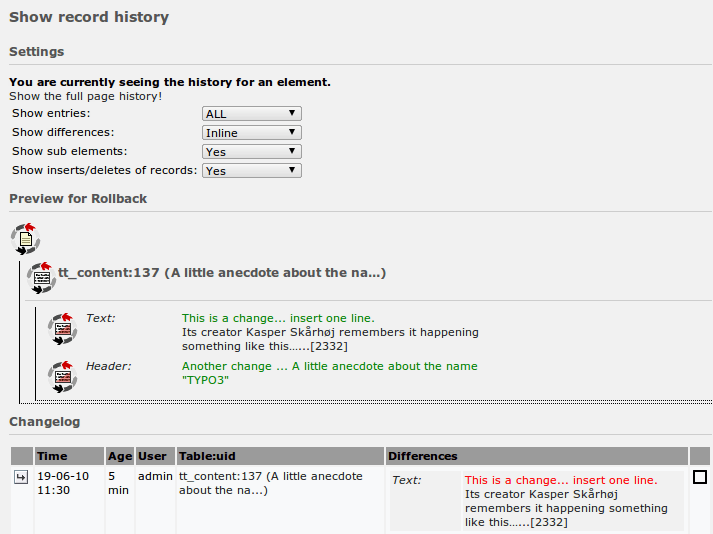 Show record history
Settings
You are currently seeing the history for an element.
Show the full page history!
Show entries: ALL
Show differences: Inline
Show sub elements: Yes
Show inserts/deletes of records: Yes
Preview for Rollback
tt_content:137 (A little anecdote about the na...)
Text: This is a change... insert one line.
Its creator Kasper Skårhøj remembers it happening
something like this......[2332]
Header: Another change ... A little anecdote about the name
"TYPO3"
Changelog
Time Age User Table:uid Differences
19-06-10 5 admin tt_content:137 (A little anecdote Text: This is a change... insert one line.
11:30 min about the na...) Its creator Kasper Skårhøj
remembers it happening something
like this......[2332]